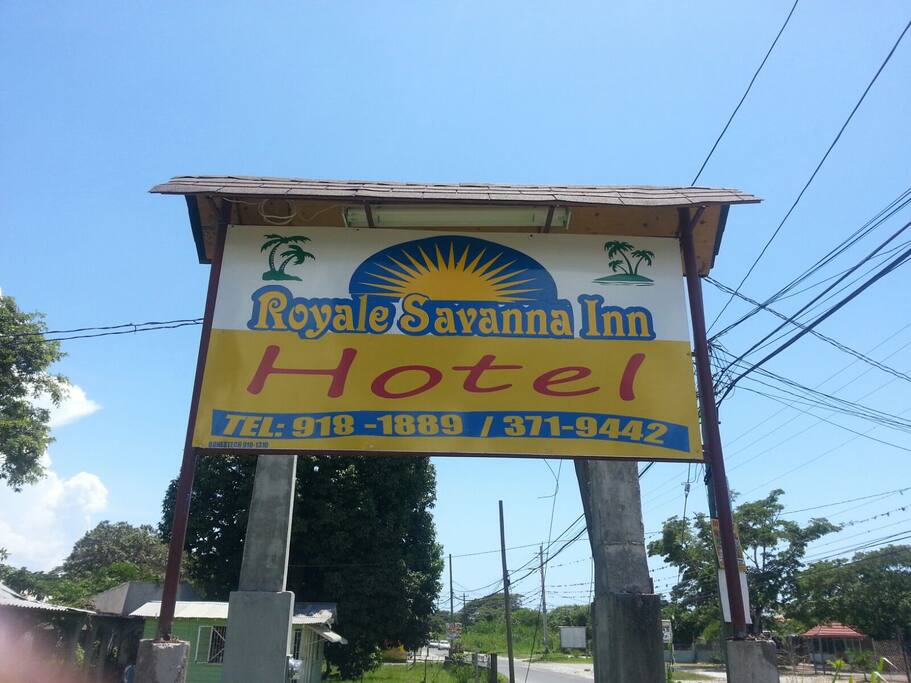 Royale Savanna Inn
Hotel
TEL: 918 -1889 / 371-9442